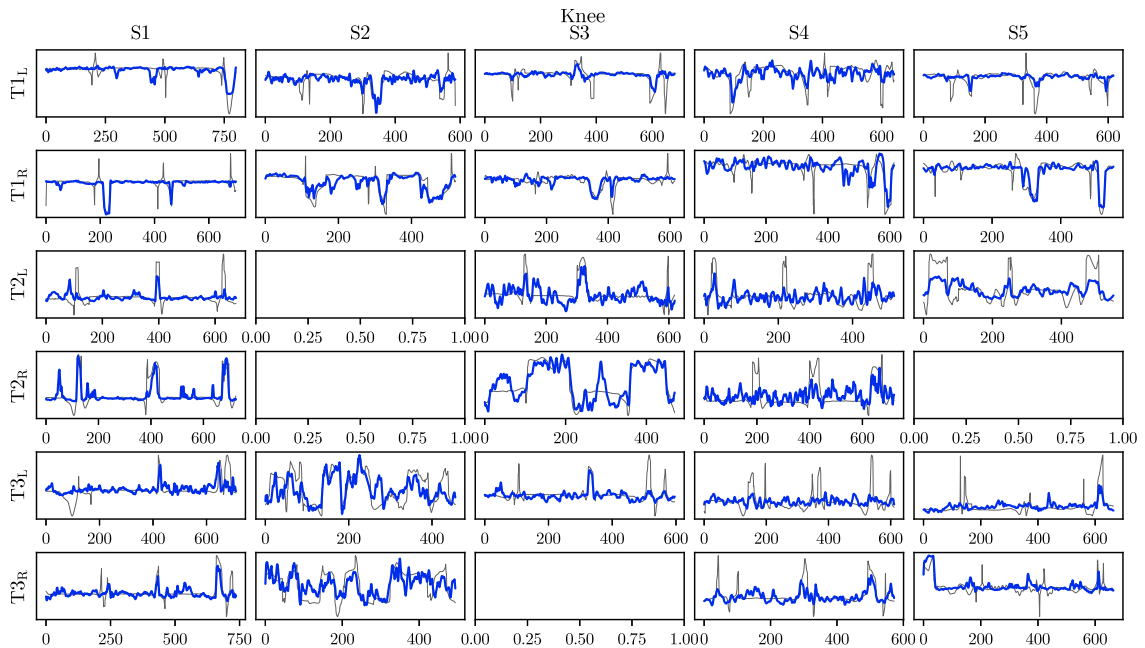 Knee
S1 S2 S3 S4 S5
T1L
0 250 500 750 0 200 400 600 0 200 400 600 0 200 400 600 0 200 400 600
T1R
0 200 400 600 0 200 400 0 200 400 600 0 200 400 600 0 200 400
T2L
0 200 400 600 0.00 0.25 0.50 0.75 1.00 0 200 400 600 0 200 400 0 200 400
T2R
0 200 400 600 0.00 0.25 0.50 0.75 1.00 200 400 0 200 400 600 0.00 0.25 0.50 0.75 1.00
T3L
0 200 400 600 0 200 400 0 200 400 600 0 200 400 600 0 200 400 600
T3R
0 250 500 750 0 200 400 0.00 0.25 0.50 0.75 1.00 0 200 400 600 0 200 400 600